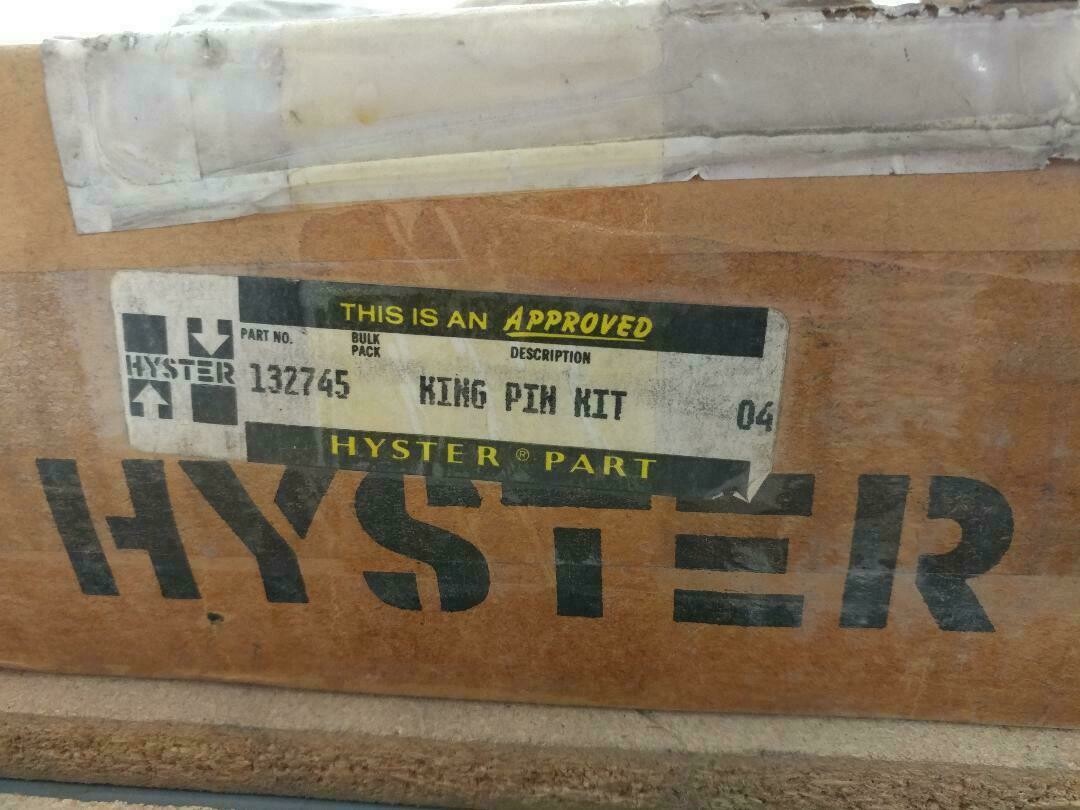 THIS IS AN APPROVED
PART NO. BULK PACK DESCRIPTION
HYSTER
132745 KING PIN KIT 04
HYSTER ® PART
HYSTER